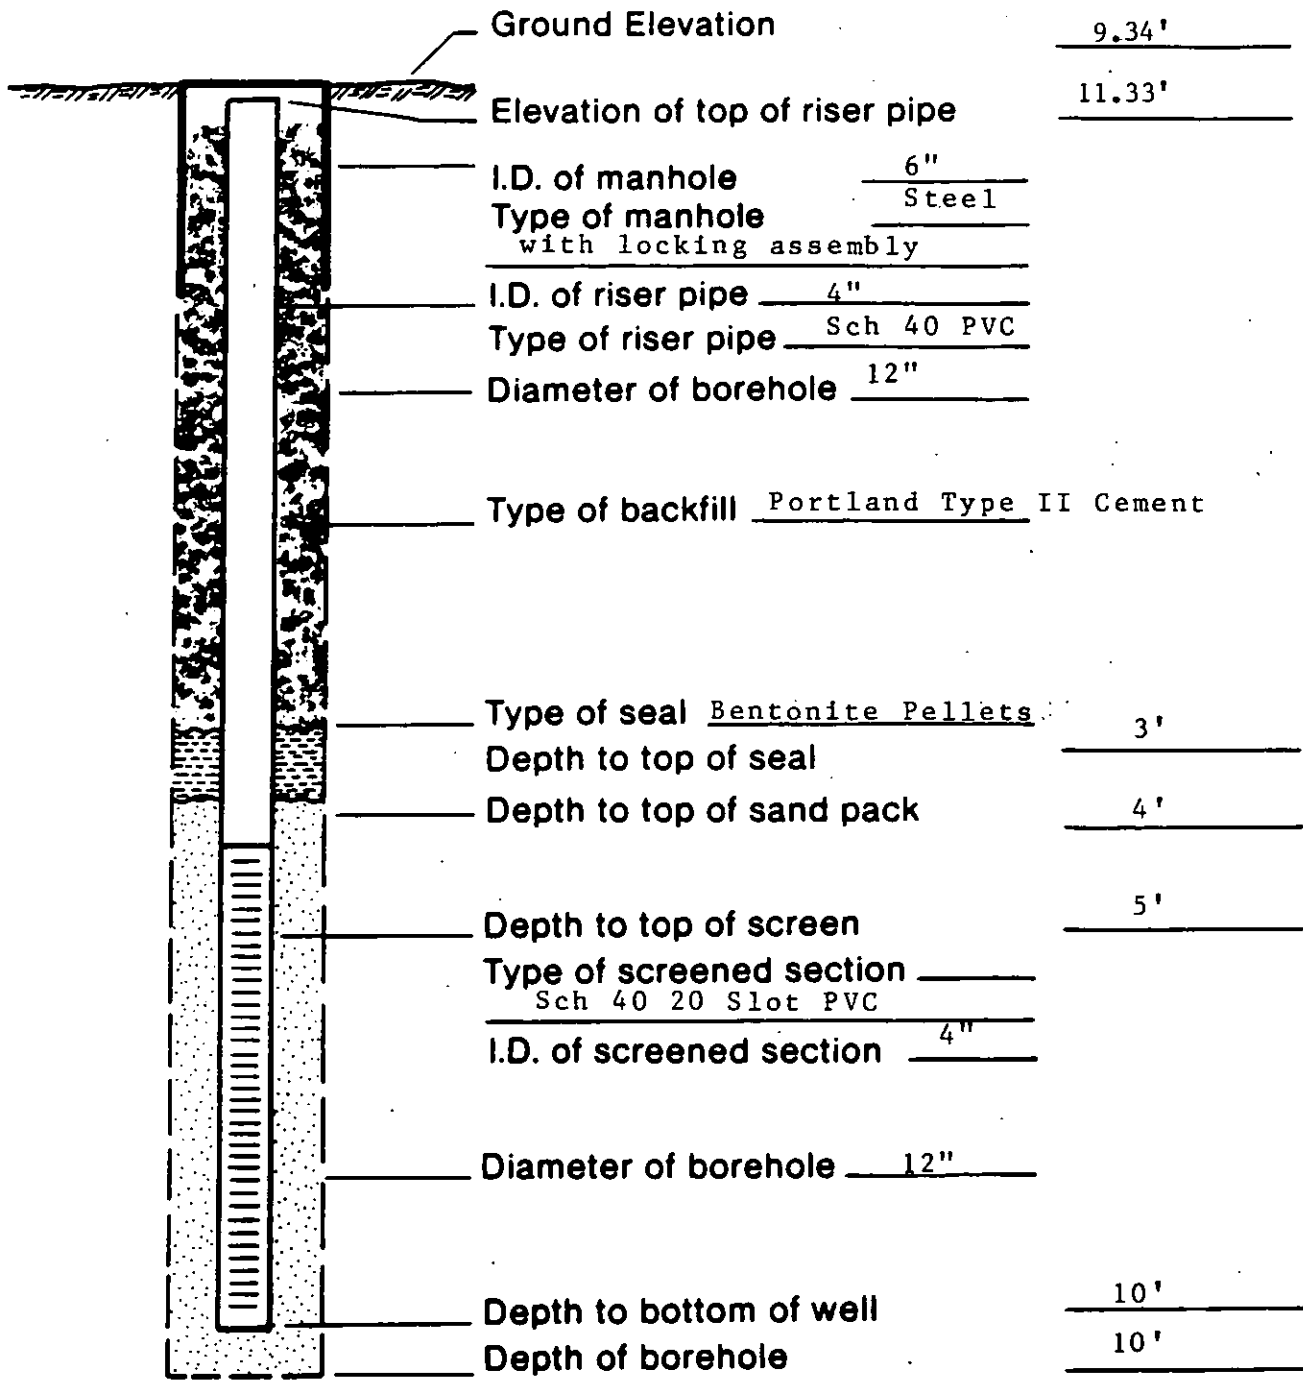 Ground Elevation 9.34'
Elevation of top of riser pipe 11.33'
I.D. of manhole 6"
Type of manhole Steel
with locking assembly
I.D. of riser pipe 4"
Type of riser pipe Sch 40 PVC
Diameter of borehole 12"
Type of backfill Portland Type II Cement
Type of seal Bentonite Pellets
Depth to top of seal 3'
Depth to top of sand pack 4'
Depth to top of screen 5'
Type of screened section
Sch 40 20 Slot PVC
I.D. of screened section 4"
Diameter of borehole 12"
Depth to bottom of well 10'
Depth of borehole 10'